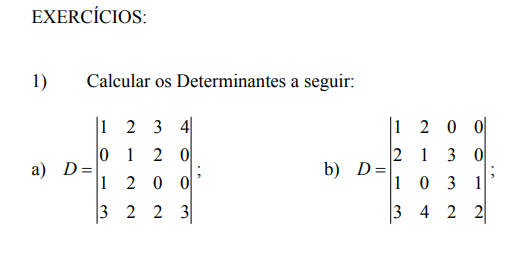 EXERCÍCIOS:
1) Calcular os Determinantes a seguir:
a) D = |1 2 3 4|
|0 1 2 0|
|1 2 0 0|
|3 2 2 3| ;
b) D = |1 2 0 0|
|2 1 3 0|
|1 0 3 1|
|3 4 2 2| ;